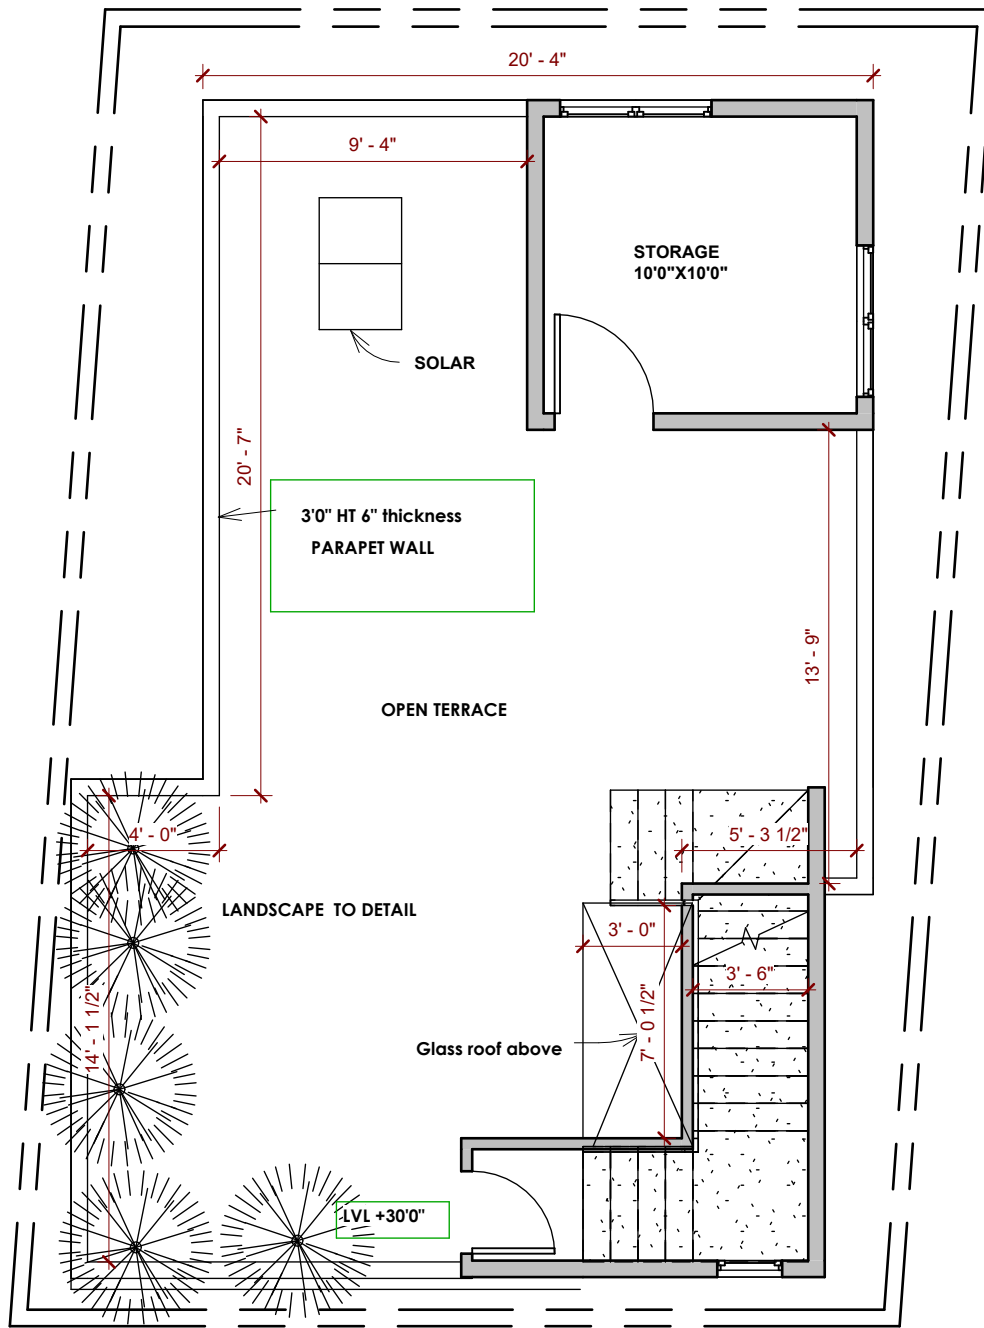 20' - 4"
9' - 4"
STORAGE
10'0"X10'0"
SOLAR
20' - 7"
3'0" HT 6" thickness
PARAPET WALL
13' - 9"
OPEN TERRACE
4' - 0"
5' - 3 1/2"
LANDSCAPE TO DETAIL
3' - 0"
3' - 6"
14' - 1 1/2"
7' - 0 1/2"
Glass roof above
LVL +30'0"